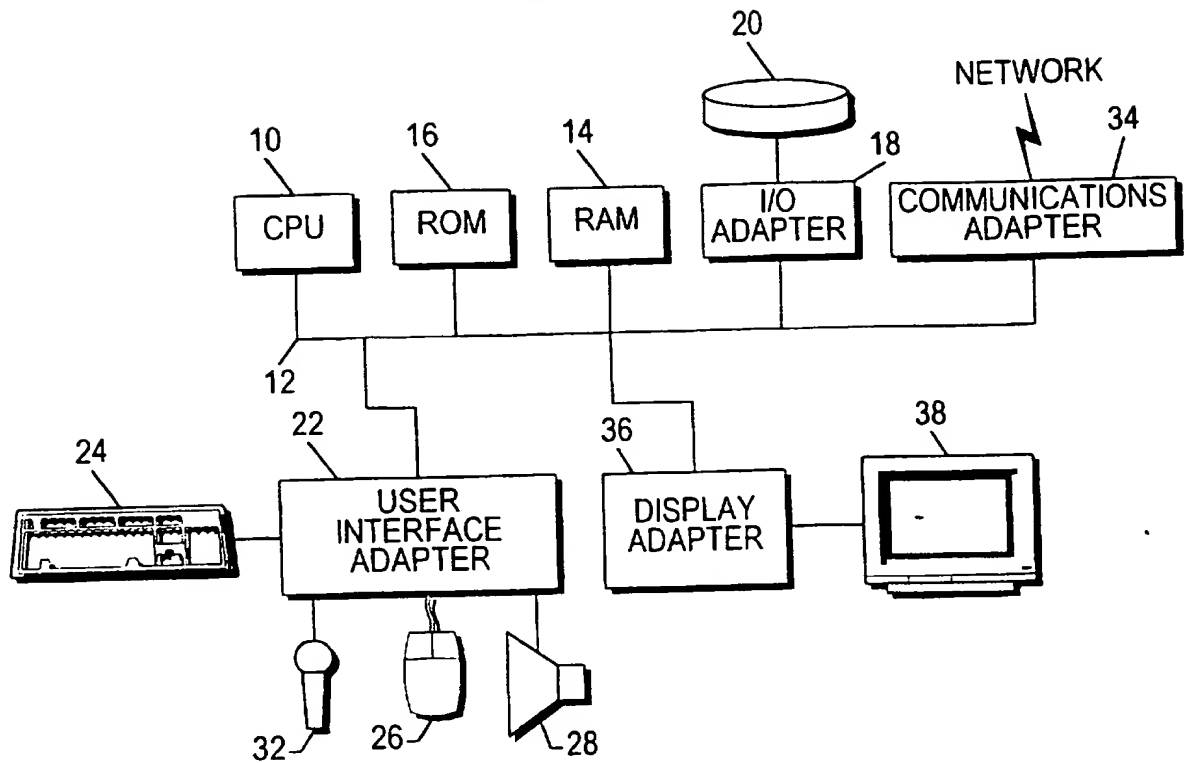 20
NETWORK
10
16
14
18
34
CPU
ROM
RAM
I/O
ADAPTER
COMMUNICATIONS
ADAPTER
12
24
22
36
38
USER
INTERFACE
ADAPTER
DISPLAY
ADAPTER
32
26
28